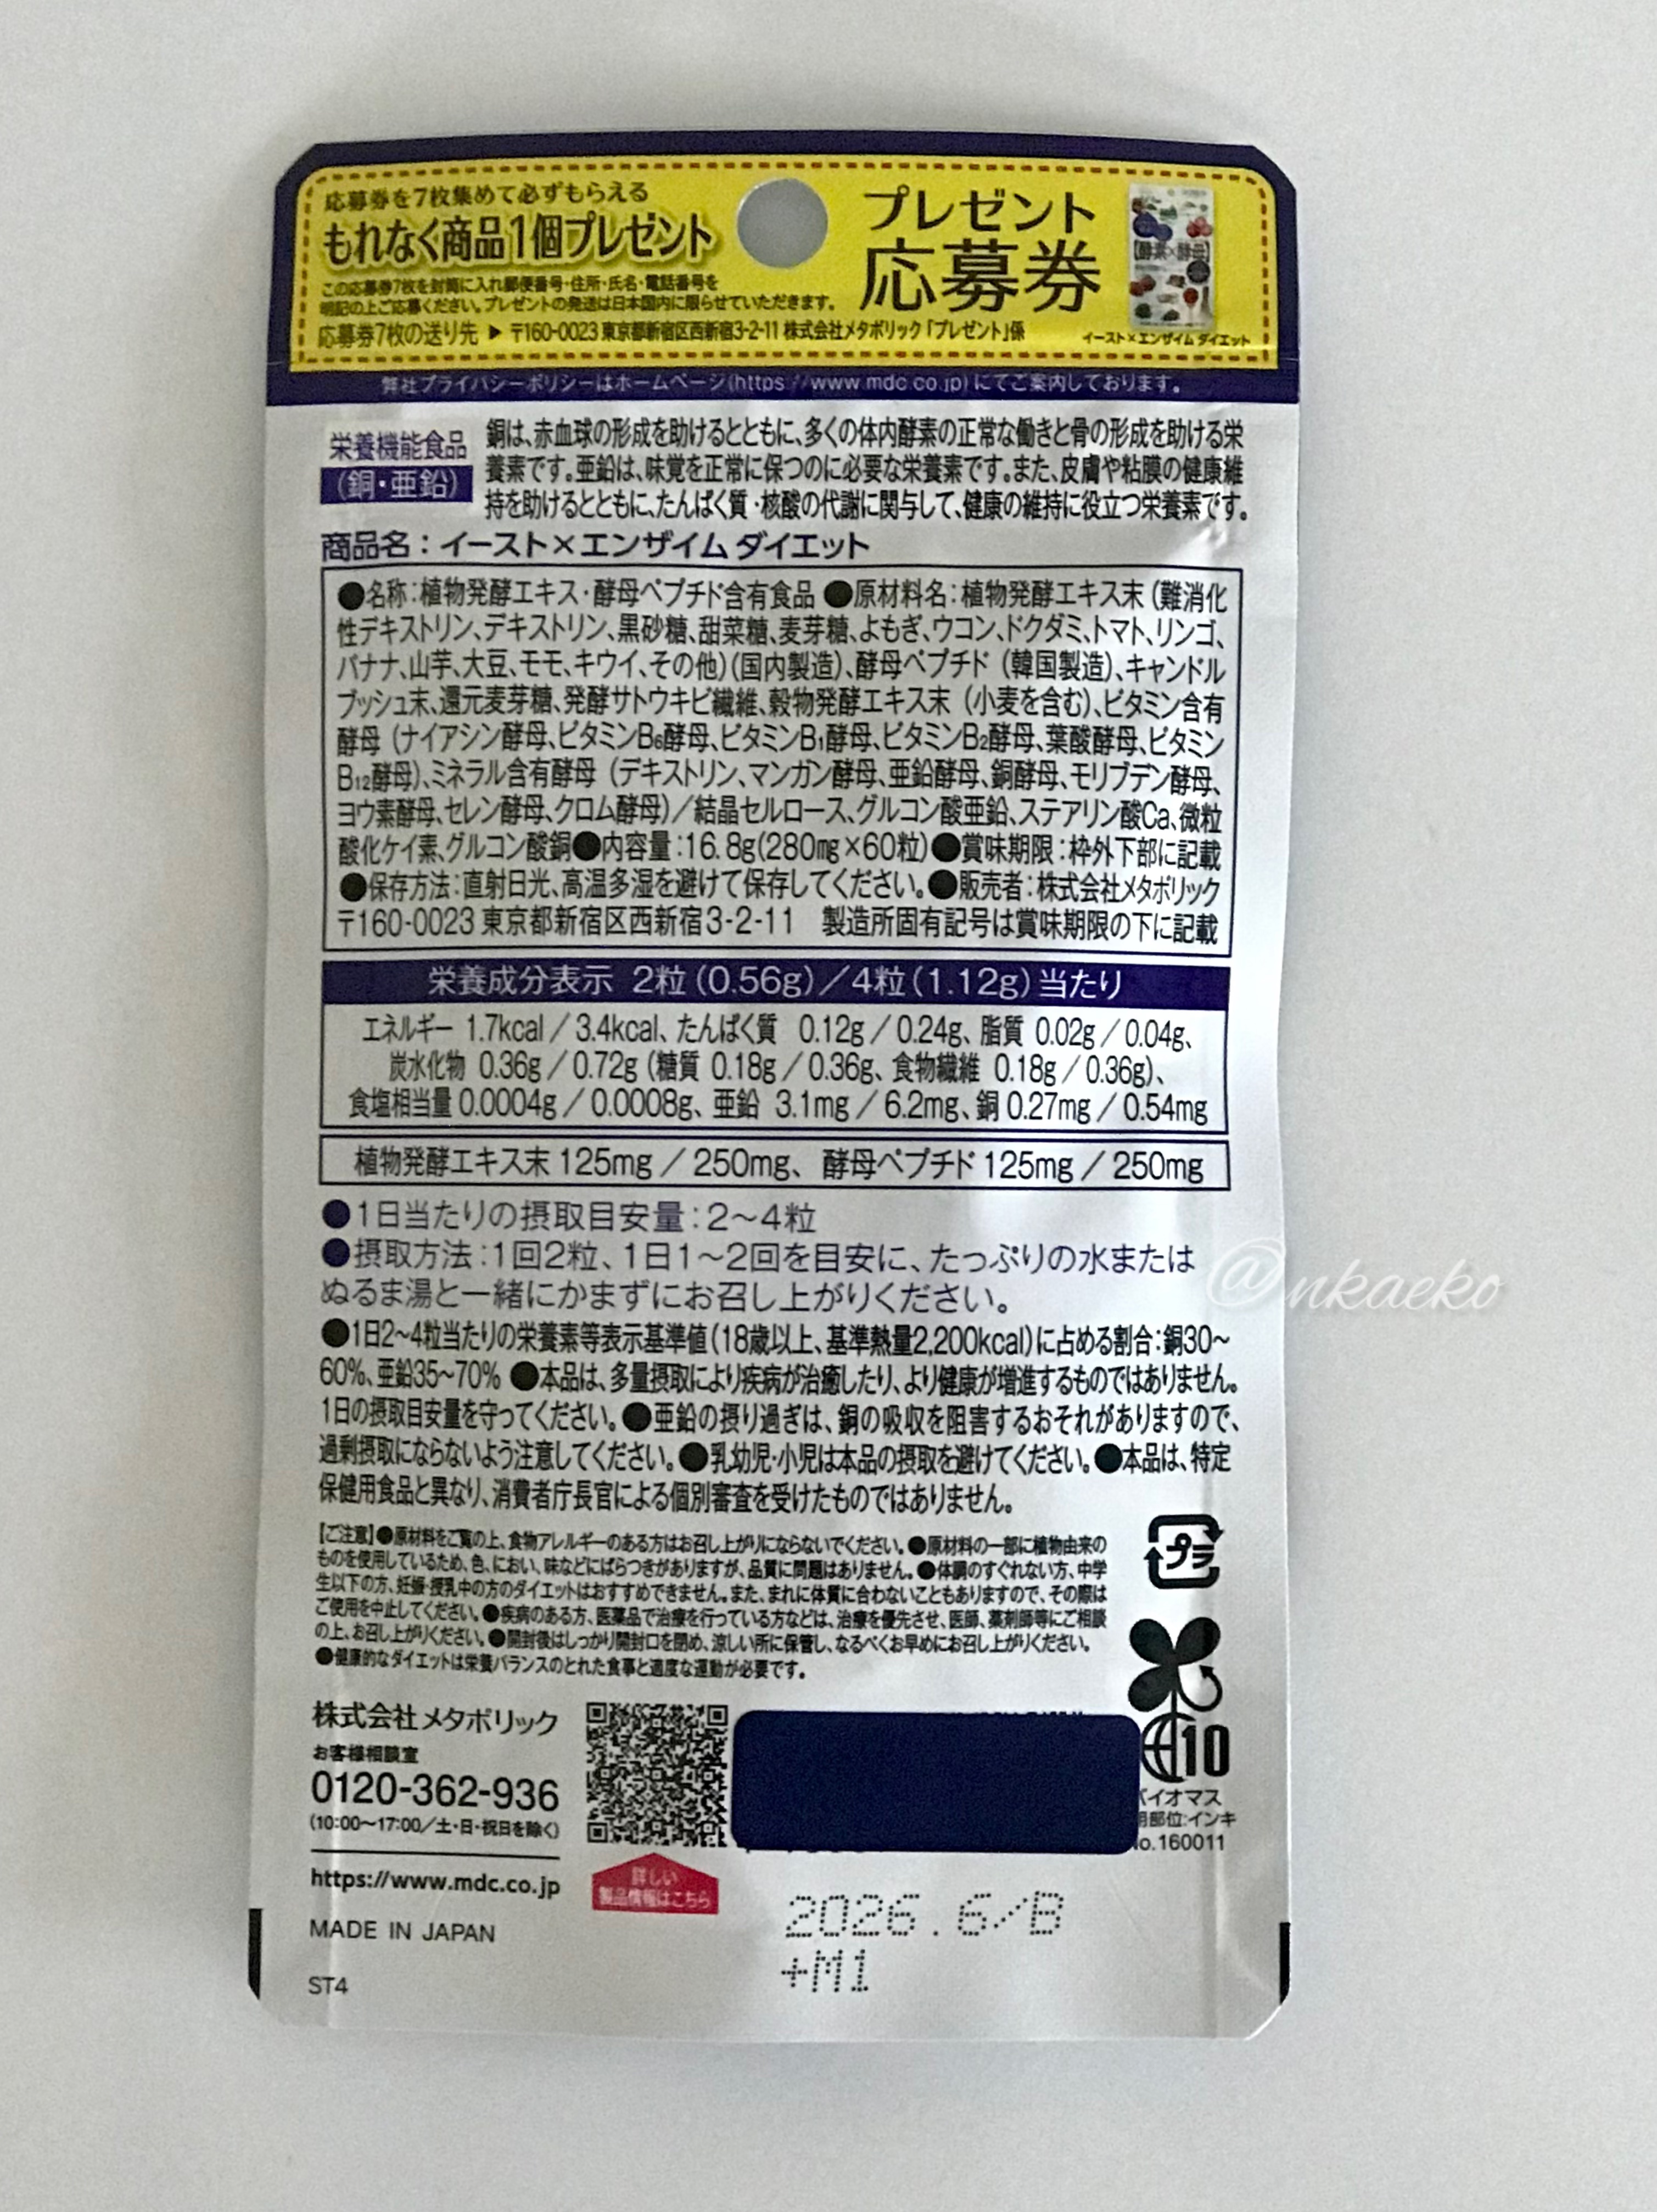 応募券を7枚集めて必ずもらえる
もれなく商品1個プレゼント
この応募券7枚を封筒に入れ郵便番号・住所・氏名・電話番号を
明記の上ご応募ください。プレゼントの発送は日本国内に限らせていただきます。
応募券7枚の送り先 ▶ 〒160-0023 東京都新宿区西新宿3-2-11 株式会社メタボリック「プレゼント」係
プレゼント
応募券
【酵素×酵母】
イースト×エンザイム ダイエット
弊社プライバシーポリシーはホームページ(https://www.mdc.co.jp)にてご案内しております。
栄養機能食品
(銅・亜鉛)
銅は、赤血球の形成を助けるとともに、多くの体内酵素の正常な働きと骨の形成を助ける栄
養素です。亜鉛は、味覚を正常に保つのに必要な栄養素です。また、皮膚や粘膜の健康維
持を助けるとともに、たんぱく質・核酸の代謝に関与して、健康の維持に役立つ栄養素です。
商品名：イースト×エンザイム ダイエット
●名称：植物発酵エキス・酵母ペプチド含有食品 ●原材料名：植物発酵エキス末（難消化
性デキストリン、デキストリン、黒砂糖、甜菜糖、麦芽糖、よもぎ、ウコン、ドクダミ、トマト、リンゴ、
バナナ、山芋、大豆、モモ、キウイ、その他）（国内製造）、酵母ペプチド（韓国製造）、キャンドル
ブッシュ末、還元麦芽糖、発酵サトウキビ繊維、穀物発酵エキス末（小麦を含む）、ビタミン含有
酵母（ナイアシン酵母、ビタミンB6酵母、ビタミンB1酵母、ビタミンB2酵母、葉酸酵母、ビタミン
B12酵母）、ミネラル含有酵母（デキストリン、マンガン酵母、亜鉛酵母、銅酵母、モリブデン酵母、
ヨウ素酵母、セレン酵母、クロム酵母）／結晶セルロース、グルコン酸亜鉛、ステアリン酸Ca、微粒
酸化ケイ素、グルコン酸銅●内容量：16.8g(280mg×60粒)●賞味期限：枠外下部に記載
●保存方法：直射日光、高温多湿を避けて保存してください。●販売者：株式会社メタボリック
〒160-0023 東京都新宿区西新宿3-2-11 製造所固有記号は賞味期限の下に記載
栄養成分表示 2粒(0.56g)／4粒(1.12g)当たり
エネルギー 1.7kcal／3.4kcal、たんぱく質 0.12g／0.24g、脂質 0.02g／0.04g、
炭水化物 0.36g／0.72g（糖質 0.18g／0.36g、食物繊維 0.18g／0.36g）、
食塩相当量 0.0004g／0.0008g、亜鉛 3.1mg／6.2mg、銅 0.27mg／0.54mg
植物発酵エキス末 125mg／250mg、酵母ペプチド 125mg／250mg
●1日当たりの摂取目安量：2～4粒
●摂取方法：1回2粒、1日1～2回を目安に、たっぷりの水または
ぬるま湯と一緒にかまずにお召し上がりください。
●1日2～4粒当たりの栄養素等表示基準値(18歳以上、基準熱量2,200kcal)に占める割合：銅30～
60%、亜鉛35～70% ●本品は、多量摂取により疾病が治癒したり、より健康が増進するものではありません。
1日の摂取目安量を守ってください。●亜鉛の摂り過ぎは、銅の吸収を阻害するおそれがありますので、
過剰摂取にならないよう注意してください。●乳幼児・小児は本品の摂取を避けてください。●本品は、特定
保健用食品と異なり、消費者庁長官による個別審査を受けたものではありません。
【ご注意】●原材料をご覧の上、食物アレルギーのある方はお召し上がりにならないでください。●原材料の一部に植物由来の
ものを使用しているため、色、におい、味などにばらつきがありますが、品質に問題はありません。●体調のすぐれない方、中学
生以下の方、妊娠・授乳中の方のダイエットはおすすめできません。また、まれに体質に合わないこともありますので、その際は
ご使用を中止してください。●疾病のある方、医薬品で治療を行っている方などは、治療を優先させ、医師、薬剤師等にご相談
の上、お召し上がりください。●開封後はしっかり開封口を閉め、涼しい所に保管し、なるべくお早めにお召し上がりください。
●健康的なダイエットは栄養バランスのとれた食事と適度な運動が必要です。
プラ
株式会社メタボリック
お客様相談室
0120-362-936
(10:00～17:00／土・日・祝日を除く)
https://www.mdc.co.jp
MADE IN JAPAN
ST4
詳しい
製品情報はこちら
10
バイオマス
用部位:インキ
No.160011
2026.6/B
+M1
@nkaeko